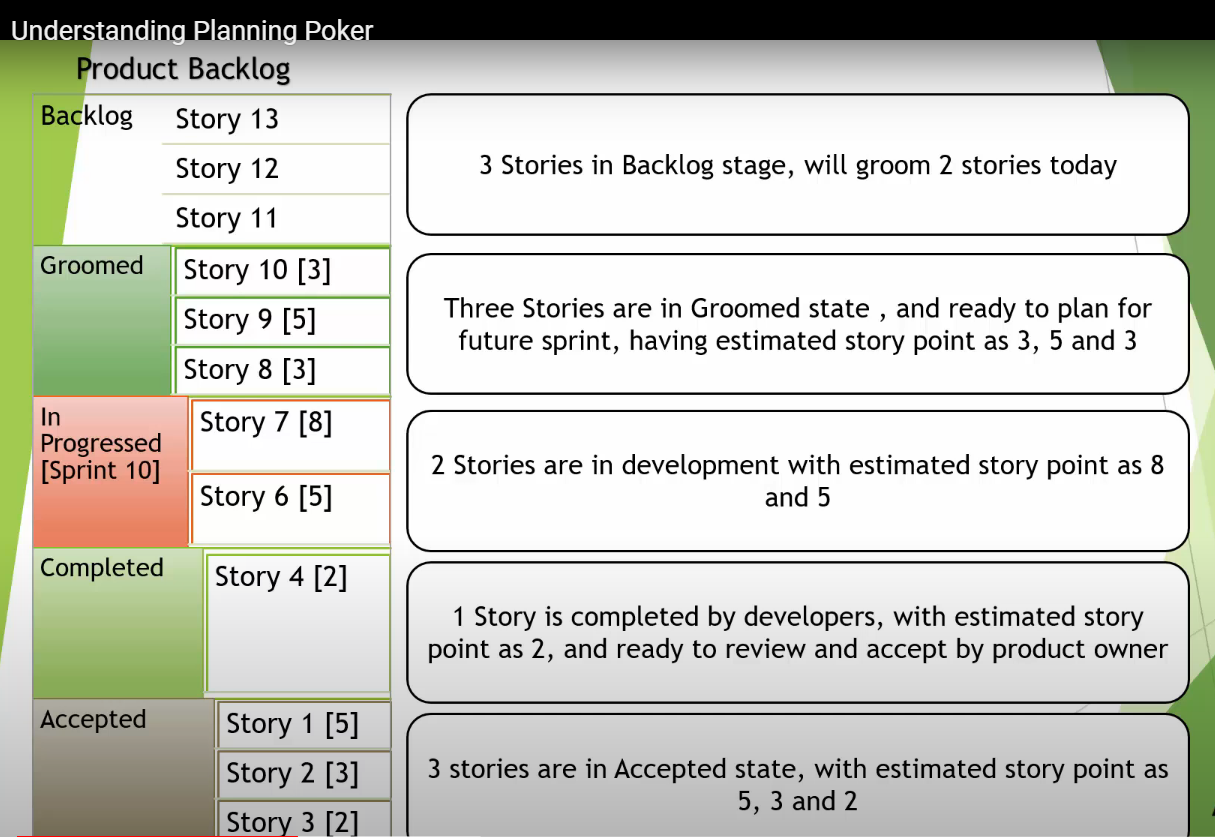 Understanding Planning Poker
Product Backlog
Backlog
Story 13
Story 12
Story 11
3 Stories in Backlog stage, will groom 2 stories today
Groomed
Story 10 [3]
Story 9 [5]
Story 8 [3]
Three Stories are in Groomed state , and ready to plan for
future sprint, having estimated story point as 3, 5 and 3
In
Progressed
[Sprint 10]
Story 7 [8]
Story 6 [5]
2 Stories are in development with estimated story point as 8
and 5
Completed
Story 4 [2]
1 Story is completed by developers, with estimated story
point as 2, and ready to review and accept by product owner
Accepted
Story 1 [5]
Story 2 [3]
Story 3 [2]
3 stories are in Accepted state, with estimated story point as
5, 3 and 2